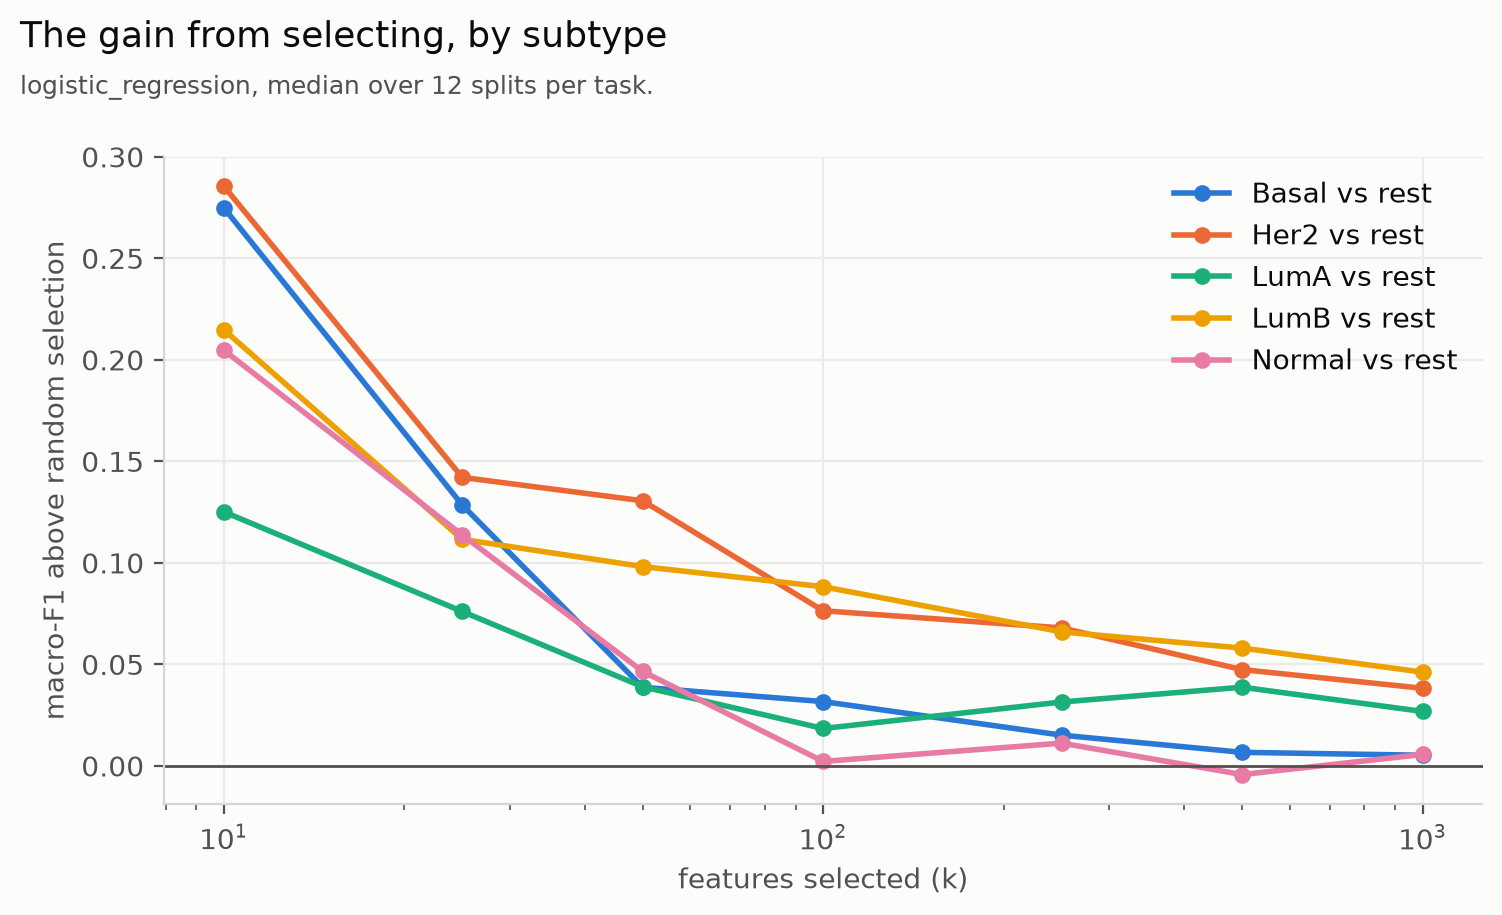 The gain from selecting, by subtype
logistic_regression, median over 12 splits per task.
macro-F1 above random selection
0.30
0.25
0.20
0.15
0.10
0.05
0.00
Basal vs rest
Her2 vs rest
LumA vs rest
LumB vs rest
Normal vs rest
10¹ 10² 10³
features selected (k)